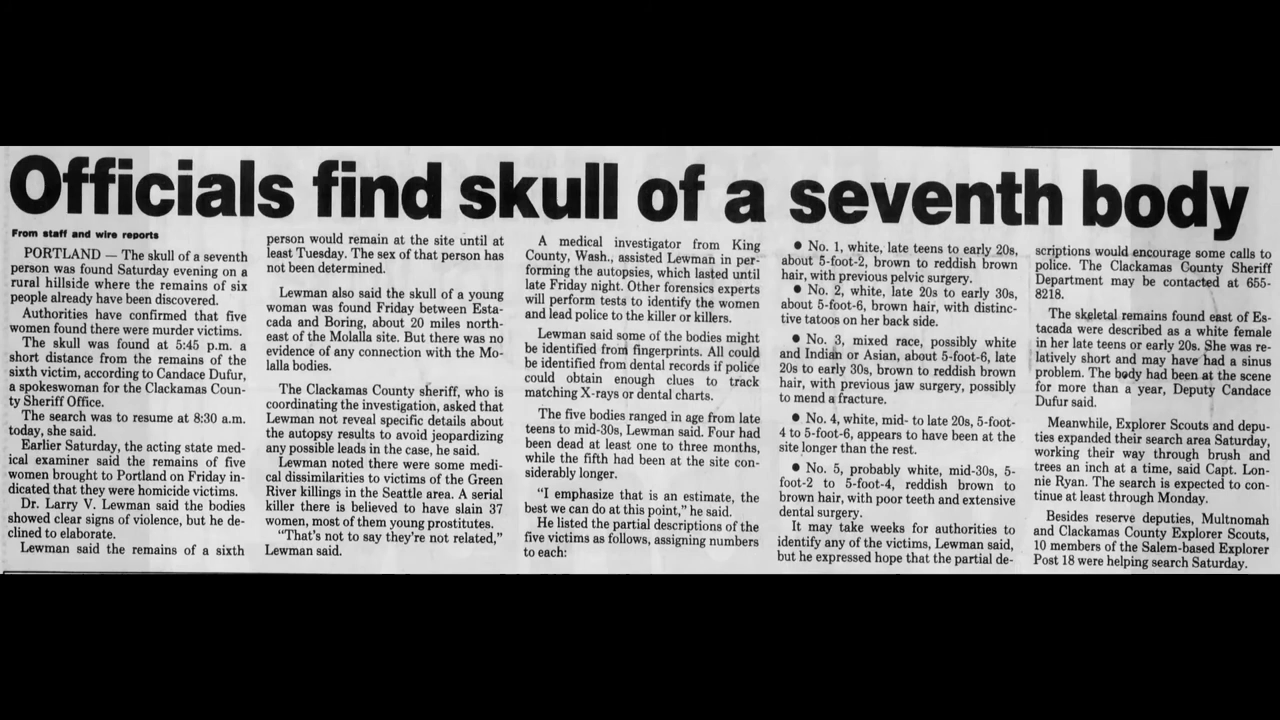 Officials find skull of a seventh body
From staff and wire reports
PORTLAND — The skull of a seventh
person was found Saturday evening on a
rural hillside where the remains of six
people already have been discovered.
Authorities have confirmed that five
women found there were murder victims.
The skull was found at 5:45 p.m. a
short distance from the remains of the
sixth victim, according to Candace Dufur,
a spokeswoman for the Clackamas Coun-
ty Sheriff Office.
The search was to resume at 8:30 a.m.
today, she said.
Earlier Saturday, the acting state med-
ical examiner said the remains of five
women brought to Portland on Friday in-
dicated that they were homicide victims.
Dr. Larry V. Lewman said the bodies
showed clear signs of violence, but he de-
clined to elaborate.
Lewman said the remains of a sixth
person would remain at the site until at
least Tuesday. The sex of that person has
not been determined.
Lewman also said the skull of a young
woman was found Friday between Esta-
cada and Boring, about 20 miles north-
east of the Molalla site. But there was no
evidence of any connection with the Mo-
lalla bodies.
The Clackamas County sheriff, who is
coordinating the investigation, asked that
Lewman not reveal specific details about
the autopsy results to avoid jeopardizing
any possible leads in the case, he said.
Lewman noted there were some medi-
cal dissimilarities to victims of the Green
River killings in the Seattle area. A serial
killer there is believed to have slain 37
women, most of them young prostitutes.
"That's not to say they're not related,"
Lewman said.
A medical investigator from King
County, Wash., assisted Lewman in per-
forming the autopsies, which lasted until
late Friday night. Other forensics experts
will perform tests to identify the women
and lead police to the killer or killers.
Lewman said some of the bodies might
be identified from fingerprints. All could
be identified from dental records if police
could obtain enough clues to track
matching X-rays or dental charts.
The five bodies ranged in age from late
teens to mid-30s, Lewman said. Four had
been dead at least one to three months,
while the fifth had been at the site con-
siderably longer.
"I emphasize that is an estimate, the
best we can do at this point," he said.
He listed the partial descriptions of the
five victims as follows, assigning numbers
to each:
● No. 1, white, late teens to early 20s,
about 5-foot-2, brown to reddish brown
hair, with previous pelvic surgery.
● No. 2, white, late 20s to early 30s,
about 5-foot-6, brown hair, with distinc-
tive tatoos on her back side.
● No. 3, mixed race, possibly white
and Indian or Asian, about 5-foot-6, late
20s to early 30s, brown to reddish brown
hair, with previous jaw surgery, possibly
to mend a fracture.
● No. 4, white, mid- to late 20s, 5-foot-
4 to 5-foot-6, appears to have been at the
site longer than the rest.
● No. 5, probably white, mid-30s, 5-
foot-2 to 5-foot-4, reddish brown to
brown hair, with poor teeth and extensive
dental surgery.
It may take weeks for authorities to
identify any of the victims, Lewman said,
but he expressed hope that the partial de-
scriptions would encourage some calls to
police. The Clackamas County Sheriff
Department may be contacted at 655-
8218.
The skeletal remains found east of Es-
tacada were described as a white female
in her late teens or early 20s. She was re-
latively short and may have had a sinus
problem. The body had been at the scene
for more than a year, Deputy Candace
Dufur said.
Meanwhile, Explorer Scouts and depu-
ties expanded their search area Saturday,
working their way through brush and
trees an inch at a time, said Capt. Lon-
nie Ryan. The search is expected to con-
tinue at least through Monday.
Besides reserve deputies, Multnomah
and Clackamas County Explorer Scouts,
10 members of the Salem-based Explorer
Post 18 were helping search Saturday.